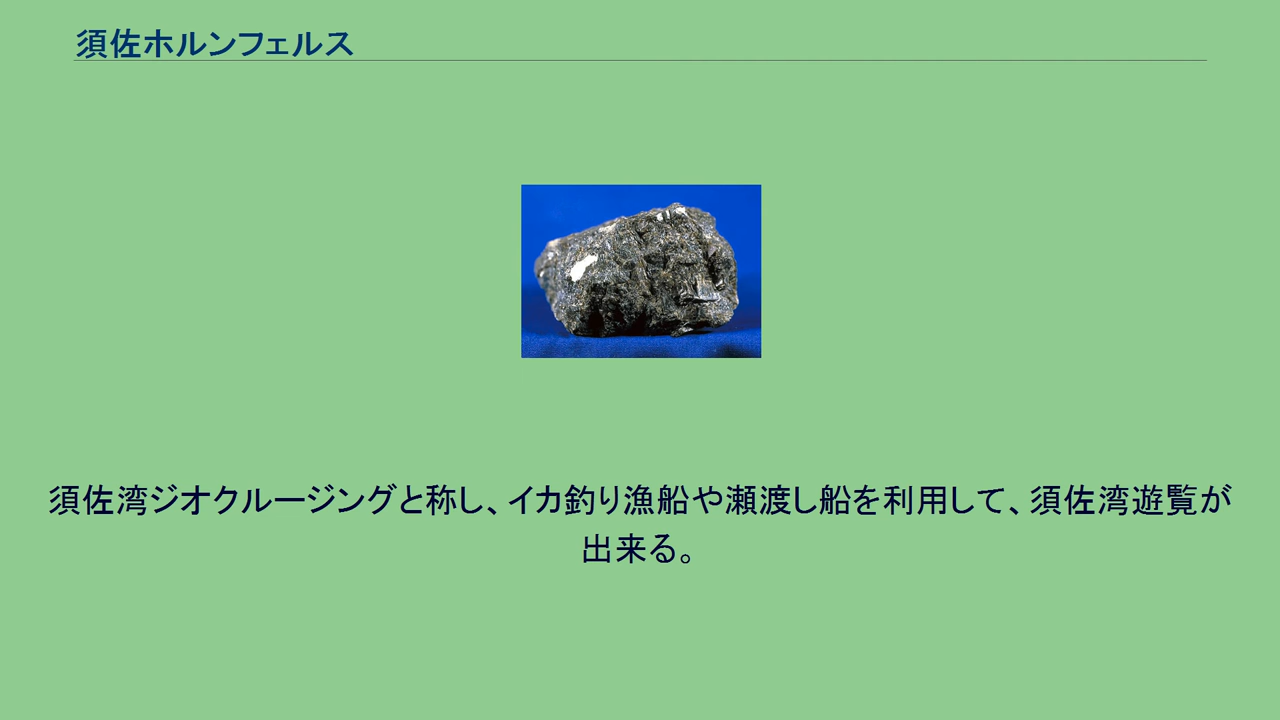 須佐ホルンフェルス
須佐湾ジオクルージングと称し、イカ釣り漁船や瀬渡し船を利用して、須佐湾遊覧が
出来る。